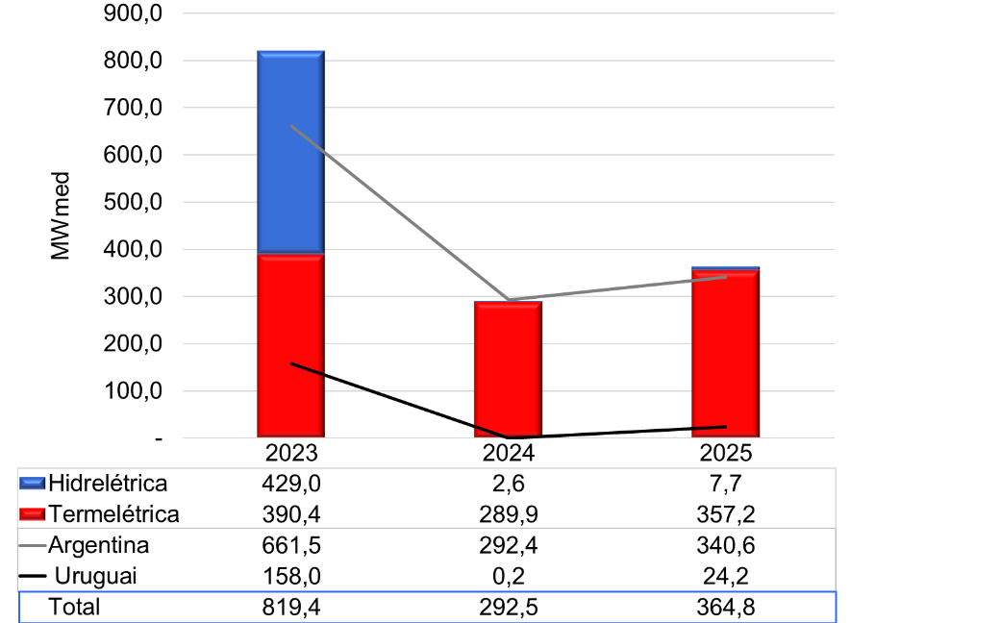 900,0
800,0
700,0
600,0
500,0
400,0
300,0
200,0
100,0
-
MWmed
2023 2024 2025
Hidrelétrica 429,0 2,6 7,7
Termelétrica 390,4 289,9 357,2
Argentina 661,5 292,4 340,6
Uruguai 158,0 0,2 24,2
Total 819,4 292,5 364,8